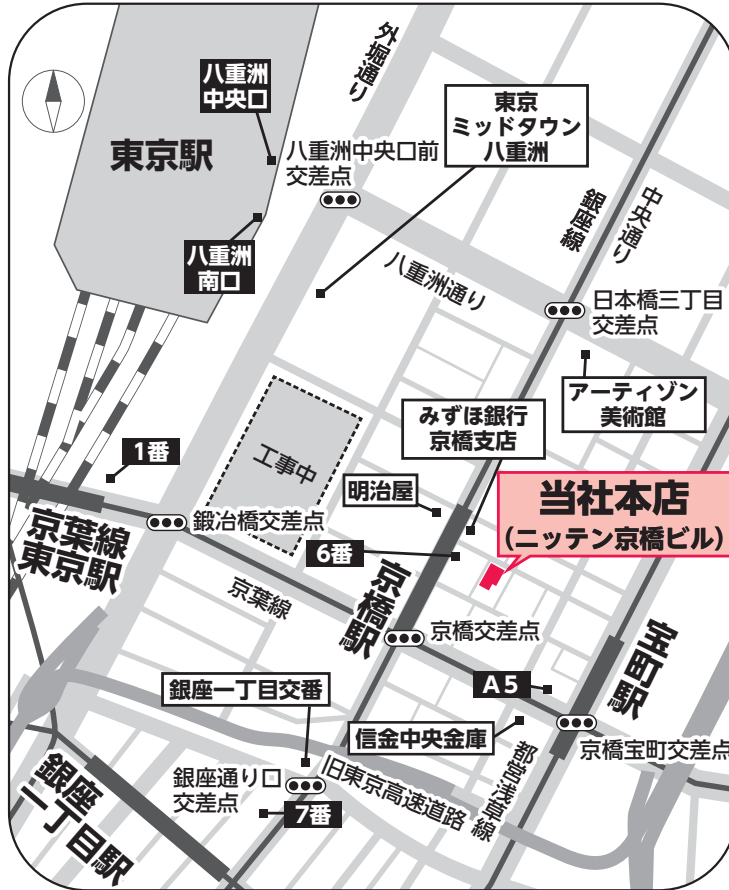 外堀通り
八重洲
中央口
東京
ミッドタウン
八重洲
東京駅
八重洲中央口前
交差点
銀座線
中央通り
八重洲
南口
八重洲通り
日本橋三丁目
交差点
アーティゾン
美術館
みずほ銀行
京橋支店
1番
工事中
明治屋
当社本店
(ニッテン京橋ビル)
京葉線
東京駅
鍛冶橋交差点
6番
京橋駅
京葉線
京橋交差点
宝町駅
A5
銀座一丁目交番
信金中央金庫
京橋宝町交差点
都営浅草線
銀座
一丁目駅
銀座通り口
交差点
旧東京高速道路
7番